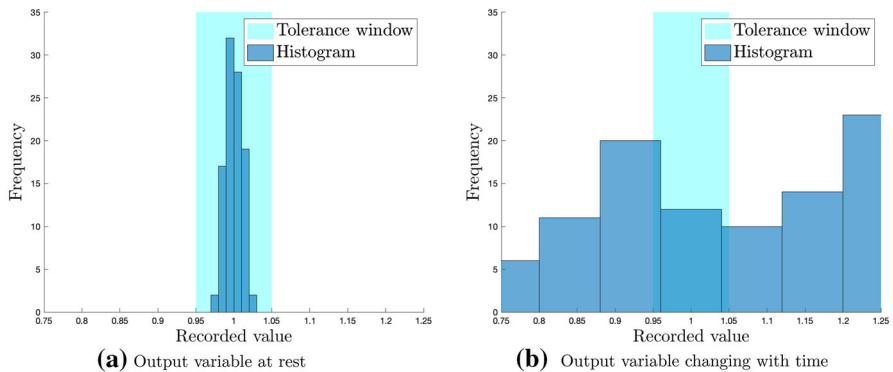 35
30
25
20
15
10
5
0
Frequency
Tolerance window
Histogram
0.75 0.8 0.85 0.9 0.95 1 1.05 1.1 1.15 1.2 1.25
Recorded value
(a) Output variable at rest
35
30
25
20
15
10
5
0
Frequency
Tolerance window
Histogram
0.75 0.8 0.85 0.9 0.95 1 1.05 1.1 1.15 1.2 1.25
Recorded value
(b) Output variable changing with time